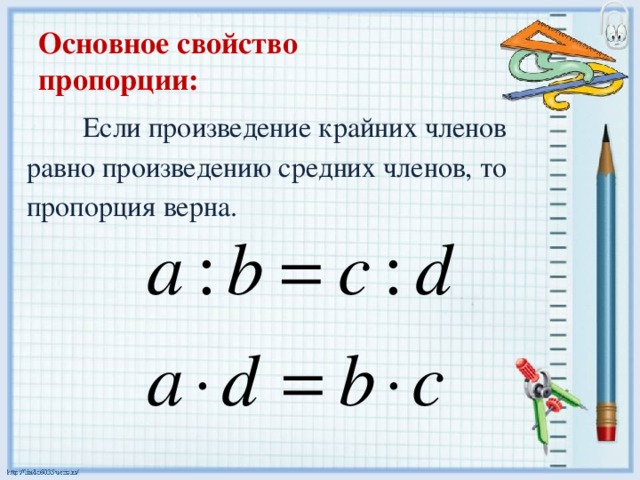 Основное свойство
пропорции:
Если произведение крайних членов
равно произведению средних членов, то
пропорция верна.
a : b = c : d
a · d = b · c